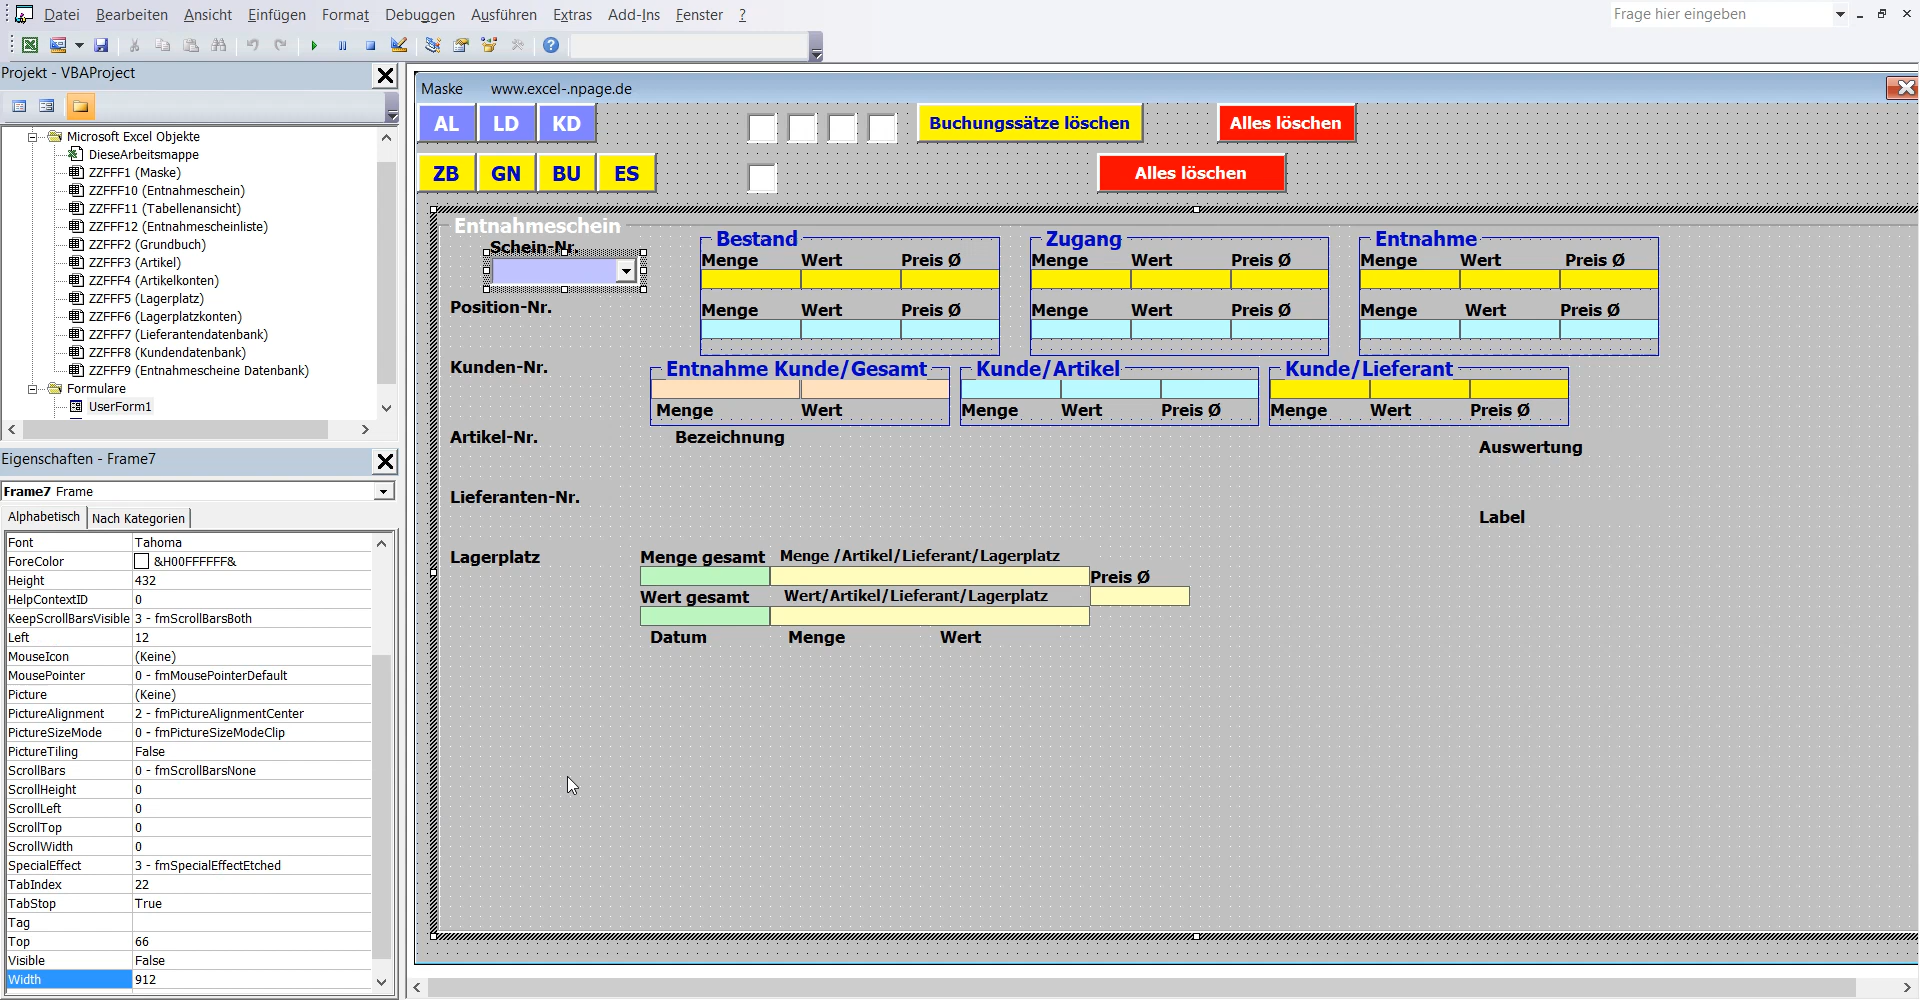 Datei Bearbeiten Ansicht Einfügen Format Debuggen Ausführen Extras Add-Ins Fenster ? Frage hier eingeben
Projekt - VBAProject
Microsoft Excel Objekte
DieseArbeitsmappe
ZZFFF1 (Maske)
ZZFFF10 (Entnahmeschein)
ZZFFF11 (Tabellenansicht)
ZZFFF12 (Entnahmescheinliste)
ZZFFF2 (Grundbuch)
ZZFFF3 (Artikel)
ZZFFF4 (Artikelkonten)
ZZFFF5 (Lagerplatz)
ZZFFF6 (Lagerplatzkonten)
ZZFFF7 (Lieferantendatenbank)
ZZFFF8 (Kundendatenbank)
ZZFFF9 (Entnahmescheine Datenbank)
Formulare
UserForm1
Eigenschaften - Frame7
Frame7 Frame
Alphabetisch Nach Kategorien
Font Tahoma
ForeColor &H00FFFFFF&
Height 432
HelpContextID 0
KeepScrollBarsVisible 3 - fmScrollBarsBoth
Left 12
MouseIcon (Keine)
MousePointer 0 - fmMousePointerDefault
Picture (Keine)
PictureAlignment 2 - fmPictureAlignmentCenter
PictureSizeMode 0 - fmPictureSizeModeClip
PictureTiling False
ScrollBars 0 - fmScrollBarsNone
ScrollHeight 0
ScrollLeft 0
ScrollTop 0
ScrollWidth 0
SpecialEffect 3 - fmSpecialEffectEtched
TabIndex 22
TabStop True
Tag
Top 66
Visible False
Width 912
Maske www.excel-.npage.de
AL LD KD Buchungssätze löschen Alles löschen
ZB GN BU ES Alles löschen
Entnahmeschein
Schein-Nr.
Bestand Zugang Entnahme
Menge Wert Preis Ø Menge Wert Preis Ø Menge Wert Preis Ø
Position-Nr. Menge Wert Preis Ø Menge Wert Preis Ø Menge Wert Preis Ø
Kunden-Nr. Entnahme Kunde/Gesamt Kunde/Artikel Kunde/Lieferant
Menge Wert Menge Wert Preis Ø Menge Wert Preis Ø
Artikel-Nr. Bezeichnung Auswertung
Lieferanten-Nr.
Label
Lagerplatz Menge gesamt Menge /Artikel/Lieferant/Lagerplatz
Preis Ø
Wert gesamt Wert/Artikel/Lieferant/Lagerplatz
Datum Menge Wert